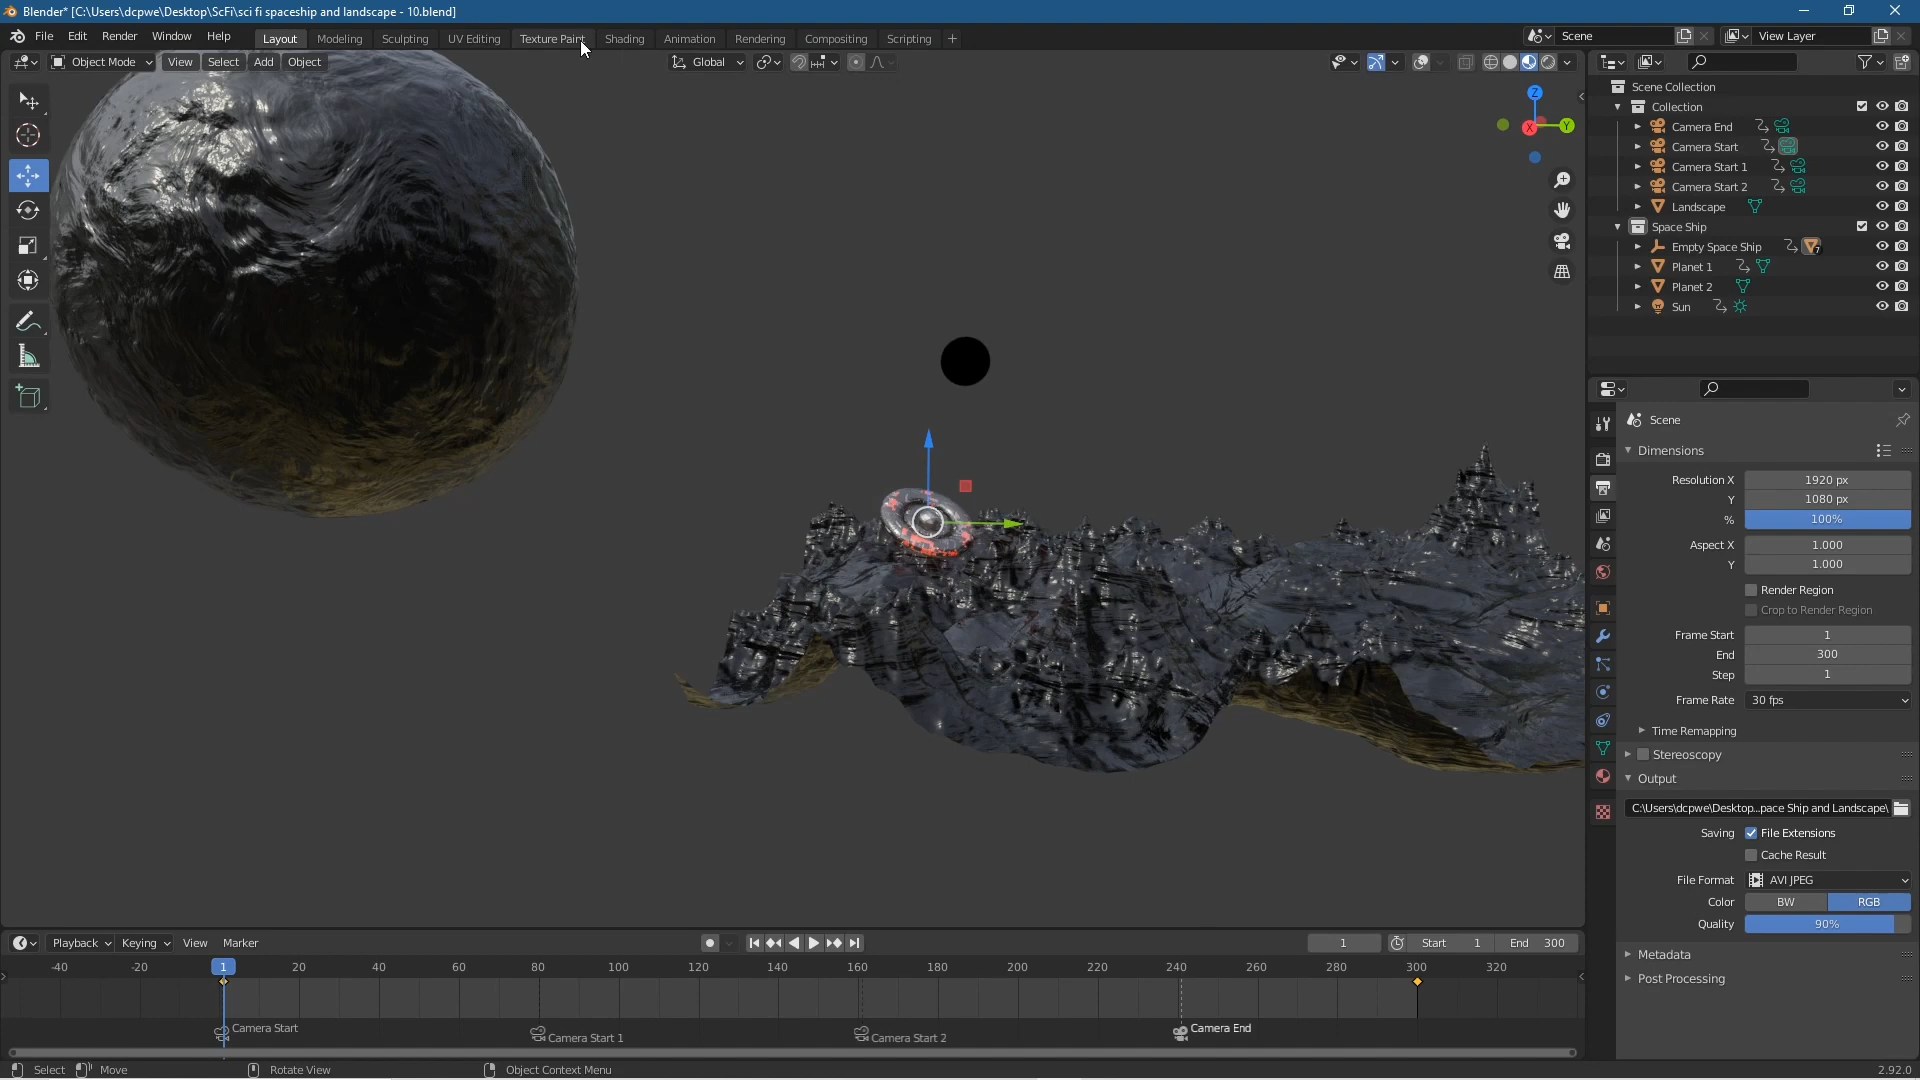 Blender* [C:\Users\dcpwe\Desktop\ScFi\sci fi spaceship and landscape - 10.blend]
File Edit Render Window Help Layout Modeling Sculpting UV Editing Texture Paint Shading Animation Rendering Compositing Scripting + Scene View Layer
Object Mode View Select Add Object Global
Scene Collection
Collection
Camera End
Camera Start
Camera Start 1
Camera Start 2
Landscape
Space Ship
Empty Space Ship 7
Planet 1
Planet 2
Sun
Z
X Y
Scene
Dimensions
Resolution X 1920 px
Y 1080 px
% 100%
Aspect X 1.000
Y 1.000
Render Region
Crop to Render Region
Frame Start 1
End 300
Step 1
Frame Rate 30 fps
Time Remapping
Stereoscopy
Output
C:\Users\dcpwe\Desktop...pace Ship and Landscape\
Saving File Extensions
Cache Result
File Format AVI JPEG
Color BW RGB
Quality 90%
Metadata
Post Processing
Playback Keying View Marker 1 Start 1 End 300
-40 -20 1 20 40 60 80 100 120 140 160 180 200 220 240 260 280 300 320
Camera Start Camera Start 1 Camera Start 2 Camera End
Select Move Rotate View Object Context Menu 2.92.0